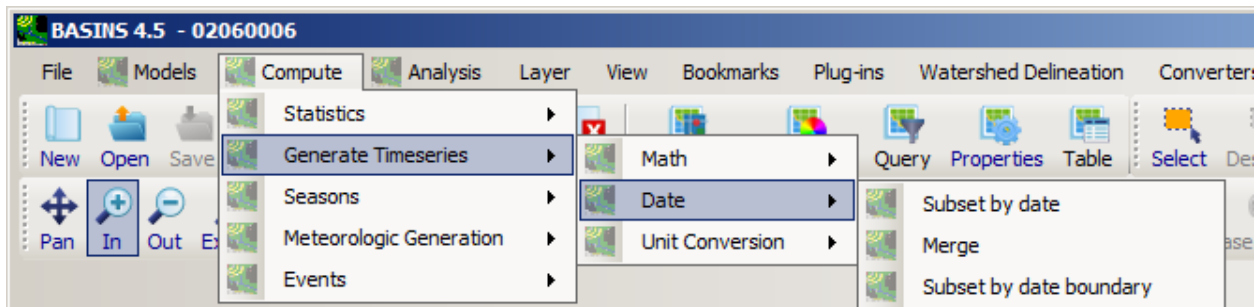 BASINS 4.5 - 02060006
File Models Compute Analysis Layer View Bookmarks Plug-ins Watershed Delineation Converters
Statistics
New Open Save Generate Timeseries Math Query Properties Table Select
Seasons Date Subset by date
Pan In Out Meteorologic Generation Unit Conversion Merge
Events Subset by date boundary